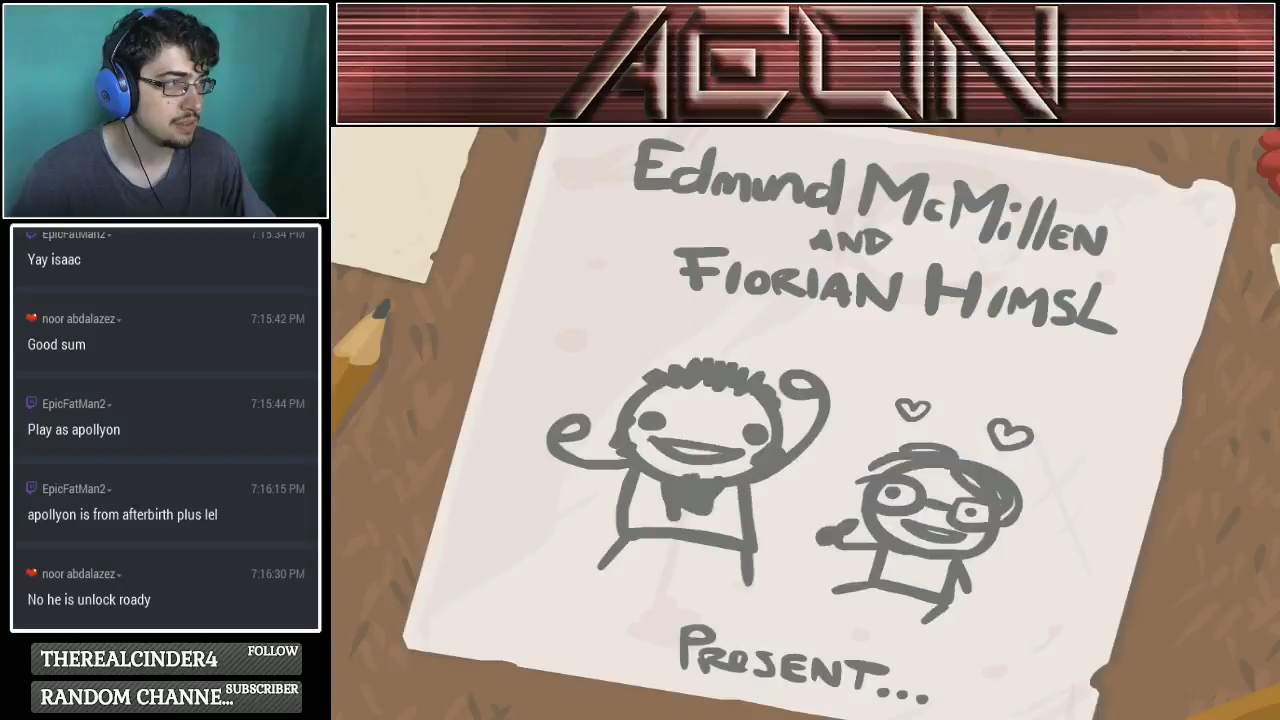 AEON
EpicFatMan2 7:15:34 PM
Yay isaac
noor abdalazez 7:15:42 PM
Good sum
EpicFatMan2 7:15:44 PM
Play as apollyon
EpicFatMan2 7:16:15 PM
apollyon is from afterbirth plus lel
noor abdalazez 7:16:30 PM
No he is unlock roady
THEREALCINDER4 FOLLOW
RANDOM CHANNE... SUBSCRIBER
Edmund McMillen
AND
Florian Himsl
Present...